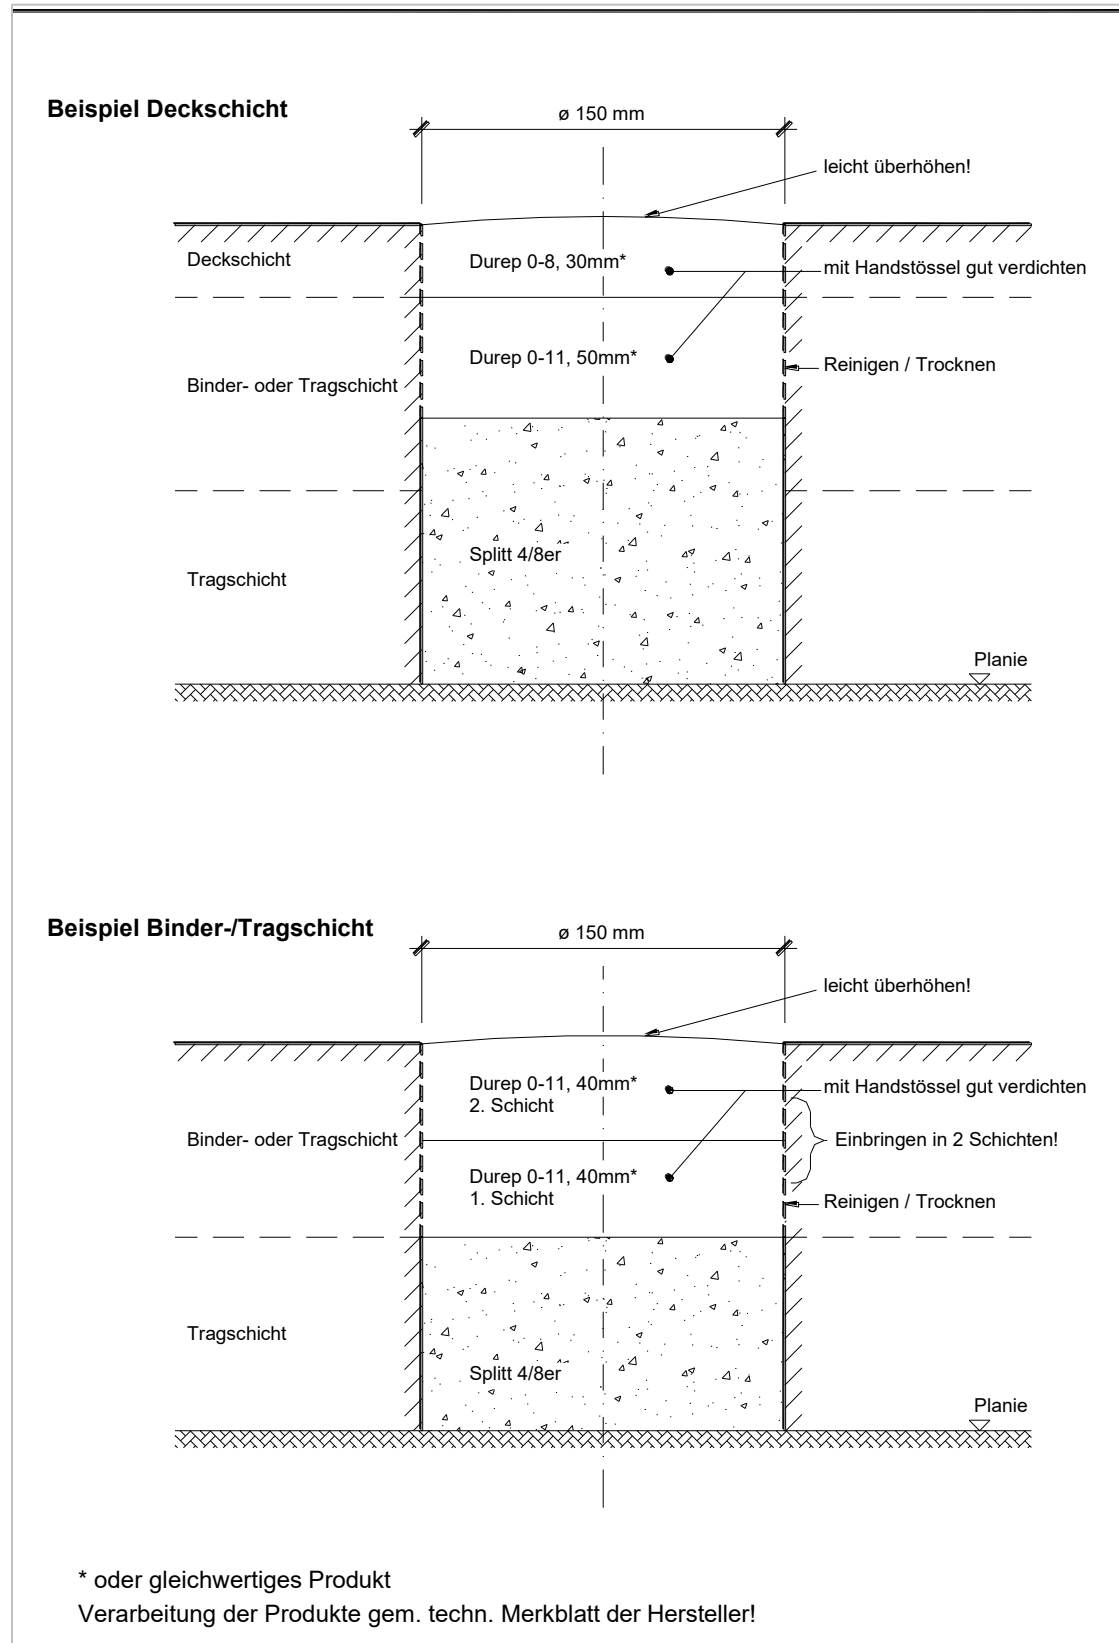 Beispiel Deckschicht
ø 150 mm
leicht überhöhen!
Deckschicht
Durep 0-8, 30mm*
mit Handstössel gut verdichten
Durep 0-11, 50mm*
Reinigen / Trocknen
Binder- oder Tragschicht
Splitt 4/8er
Tragschicht
Planie
Beispiel Binder-/Tragschicht
ø 150 mm
leicht überhöhen!
Durep 0-11, 40mm*
2. Schicht
mit Handstössel gut verdichten
Binder- oder Tragschicht
Einbringen in 2 Schichten!
Durep 0-11, 40mm*
1. Schicht
Reinigen / Trocknen
Tragschicht
Splitt 4/8er
Planie
* oder gleichwertiges Produkt
Verarbeitung der Produkte gem. techn. Merkblatt der Hersteller!